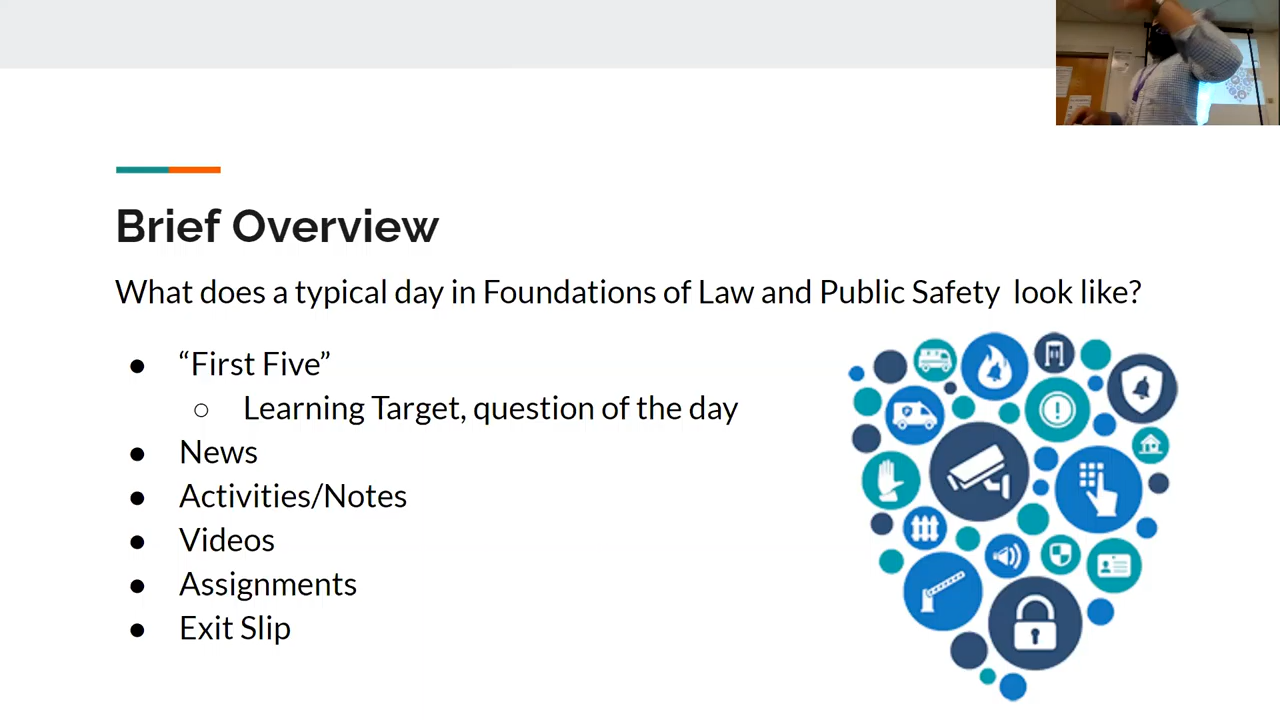 Brief Overview
What does a typical day in Foundations of Law and Public Safety  look like?
● “First Five”
○ Learning Target, question of the day
● News
● Activities/Notes
● Videos
● Assignments
● Exit Slip